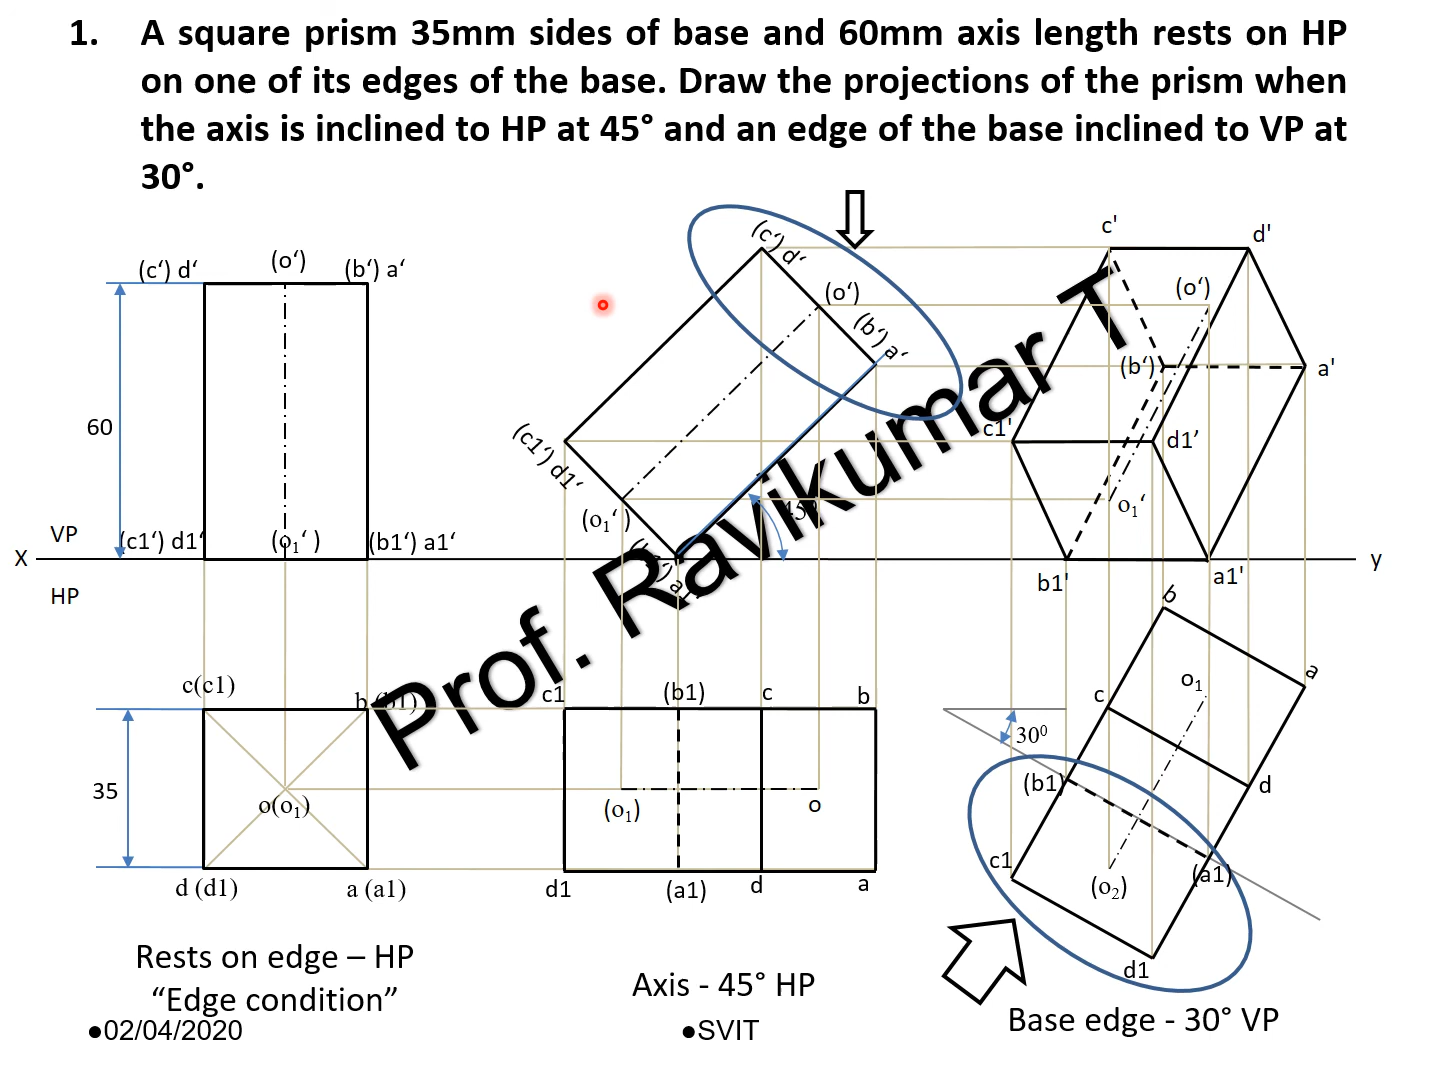 1. A square prism 35mm sides of base and 60mm axis length rests on HP
on one of its edges of the base. Draw the projections of the prism when
the axis is inclined to HP at 45° and an edge of the base inclined to VP at
30°.
(c‘) d‘ (o‘) (b‘) a‘
60
VP
(c1‘) d1‘ (o₁‘ ) (b1‘) a1‘
X y
HP
(c‘) d‘
(o‘)
(b‘) a‘
(c1‘) d1‘
(o₁‘ )
45°
c' d'
(o‘)
(b‘) a'
c1' d1’
o₁‘
b1' a1'
Prof. Ravikumar T
c(c1) b (b1)
35
o(o₁)
d (d1) a (a1)
c1 (b1) c b
(o₁) o
d1 (a1) d a
b
a
o₁
c
30⁰
(b1) d
c1
(o₂) (a1)
d1
Rests on edge – HP
“Edge condition”
Axis - 45° HP
Base edge - 30° VP
●02/04/2020 ●SVIT